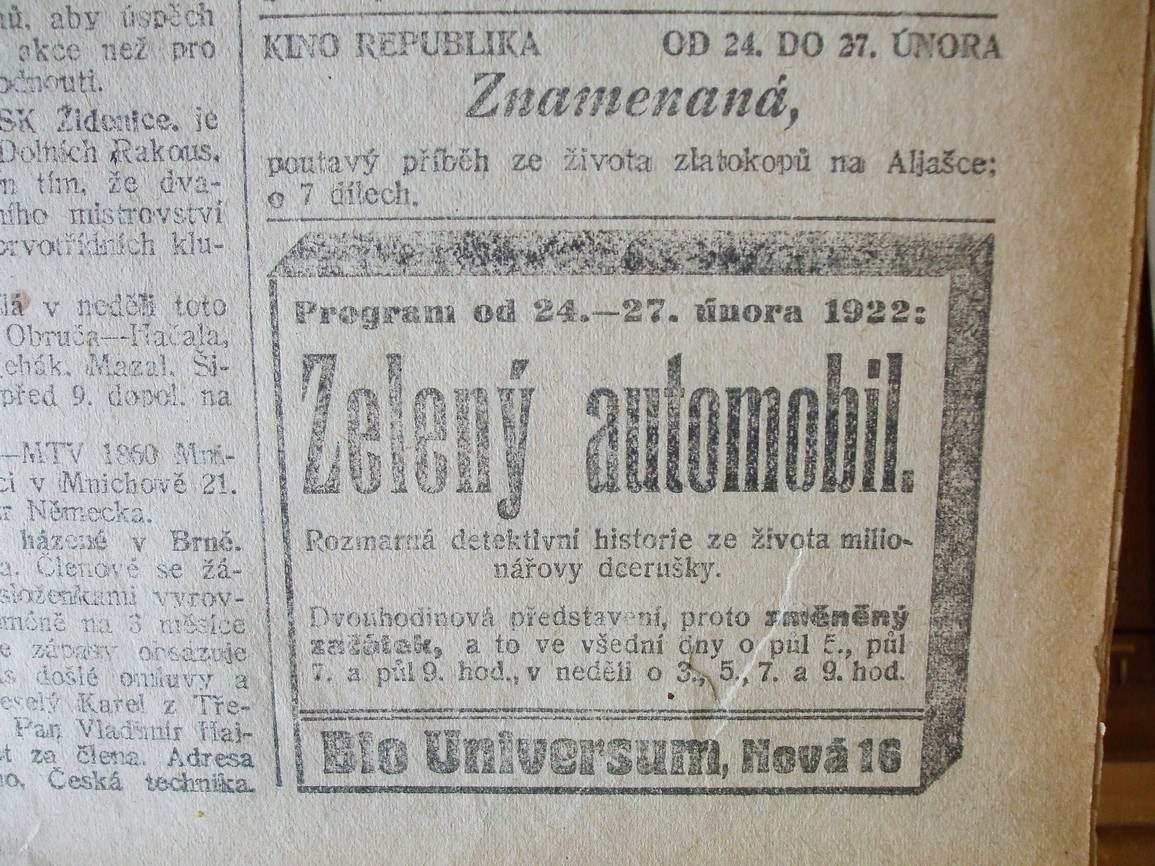 ů, aby úspěch
akce než pro
odnouti.
SK Židenice, je
Dolních Rakous,
n tím, že dva-
ního mistrovství
prvotřídních klu-
lá v neděli toto
Obruča—Hačala,
ehák, Mazal, Ši-
před 9. dopol. na
—MTV 1860 Mni-
ci v Mnichově 21.
r Německa.
házené v Brně.
a. Členové se žá-
složenkami vyrov-
méně na 3 měsíce
e zápasy obsazuje
s došlé omluvy a
eselý Karel z Tře-
Pan Vladimír Haj-
t za člena. Adresa
no, Česká technika.
KINO REPUBLIKA OD 24. DO 27. ÚNORA
Znamenaná,
poutavý příběh ze života zlatokopů na Aljašce;
o 7 dílech.
Program od 24.—27. února 1922:
Zelený automobil.
Rozmarná detektivní historie ze života milio-
nářovy dcerušky.
Dvouhodinová představení, proto změněný
začátek, a to ve všední dny o půl 5., půl
7. a půl 9. hod., v neděli o 3., 5., 7. a 9. hod.
Bio Universum, Nová 16